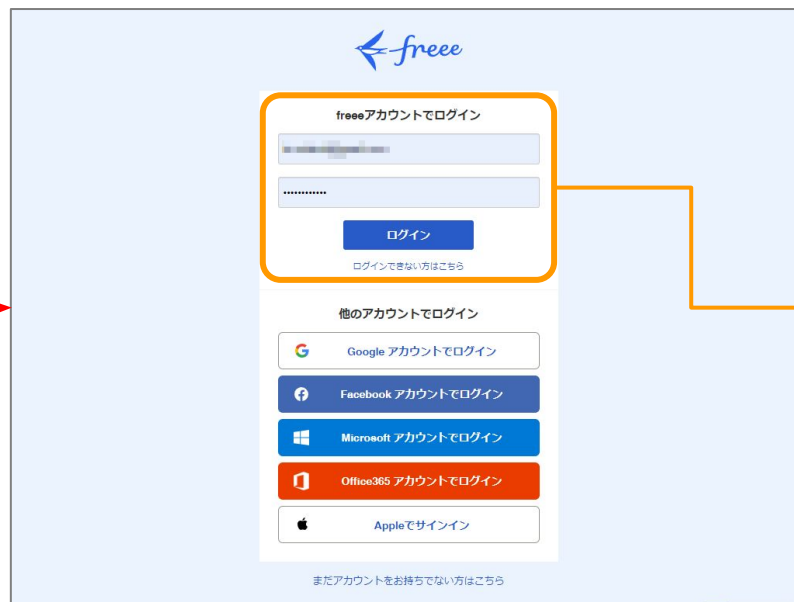 freee
freeeアカウントでログイン
••••••••••••
ログイン
ログインできない方はこちら
他のアカウントでログイン
Google アカウントでログイン
Facebook アカウントでログイン
Microsoft アカウントでログイン
Office365 アカウントでログイン
Appleでサインイン
まだアカウントをお持ちでない方はこちら